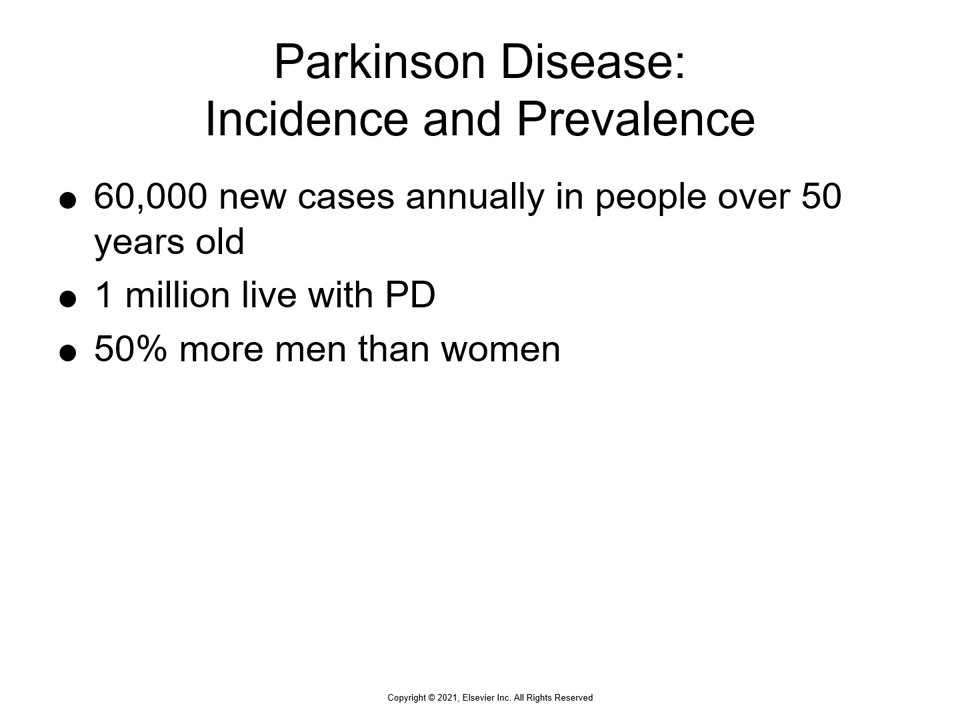 Parkinson Disease:
Incidence and Prevalence
● 60,000 new cases annually in people over 50
years old
● 1 million live with PD
● 50% more men than women
Copyright © 2021, Elsevier Inc. All Rights Reserved